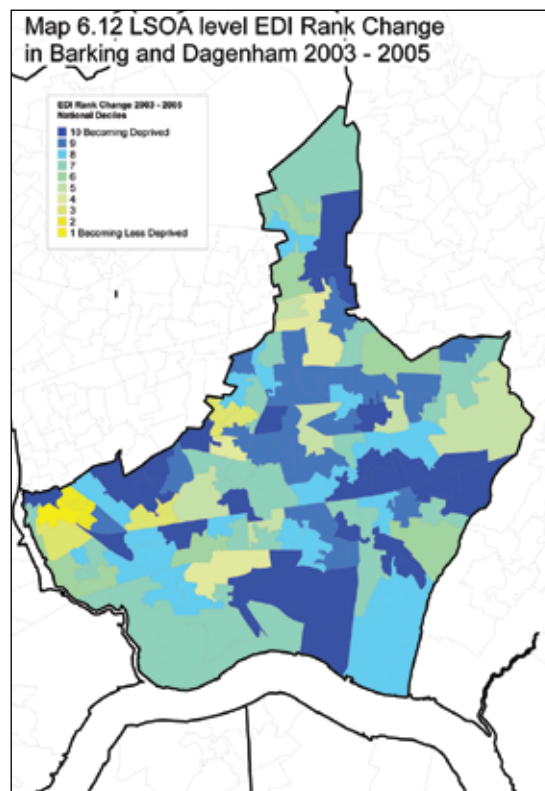 Map 6.12 LSOA level EDI Rank Change
in Barking and Dagenham 2003 - 2005
EDI Rank Change 2003 - 2005
National Deciles
10 Becoming Deprived
9
8
7
6
5
4
3
2
1 Becoming Less Deprived